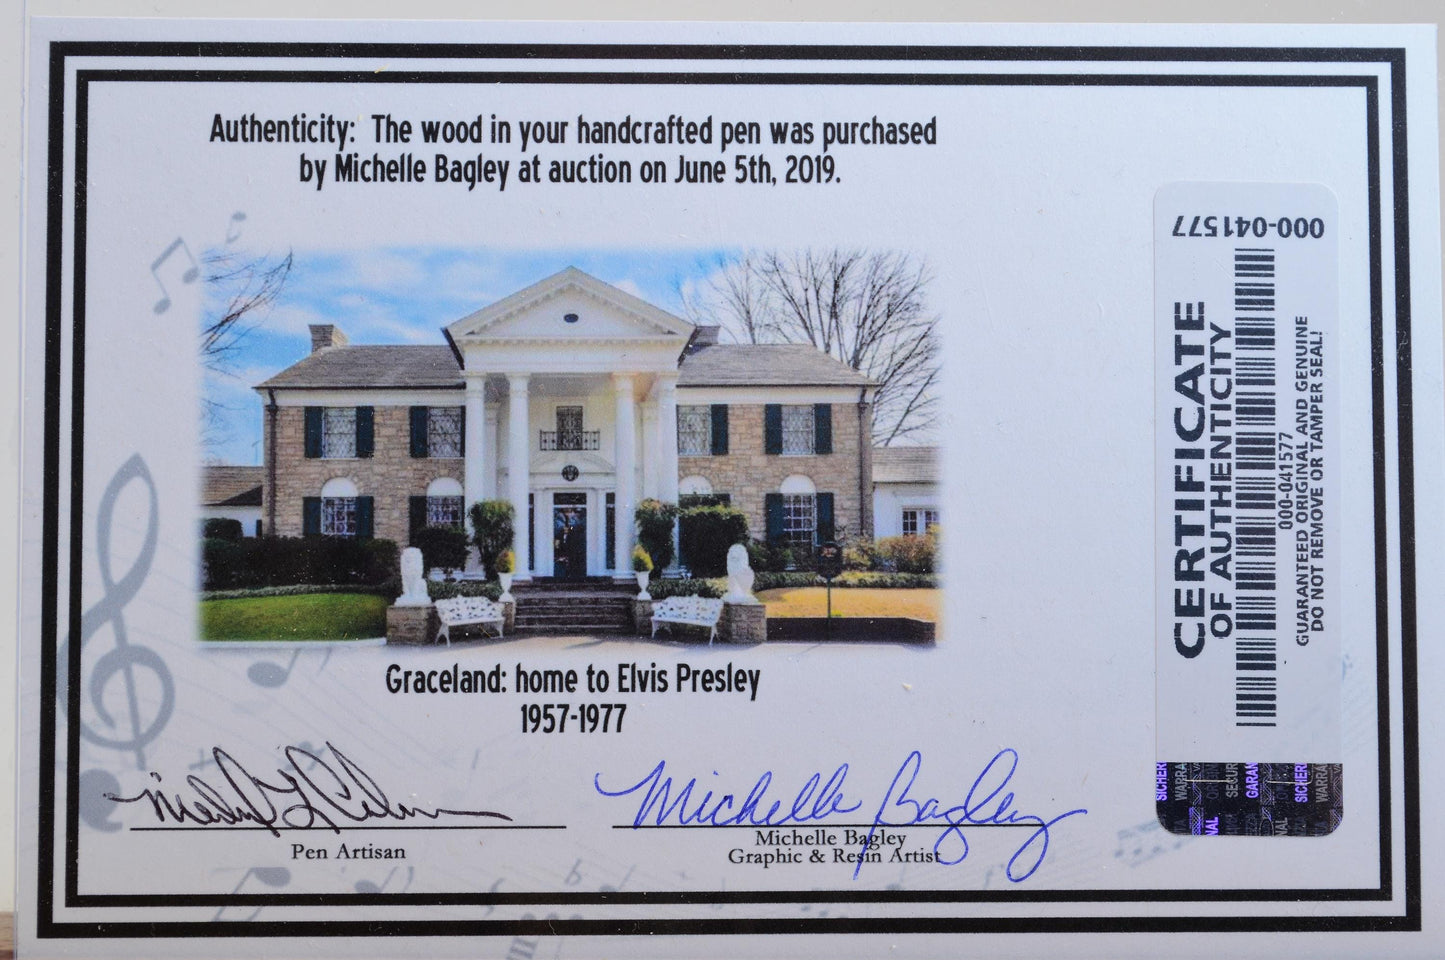 Authenticity: The wood in your handcrafted pen was purchased
by Michelle Bagley at auction on June 5th, 2019.
Graceland: home to Elvis Presley
1957-1977
Pen Artisan
Michelle Bagley
Michelle Bagley
Graphic & Resin Artist
000-041577
CERTIFICATE
OF AUTHENTICITY
000-041577
GUARANTEED ORIGINAL AND GENUINE
DO NOT REMOVE OR TAMPER SEAL!